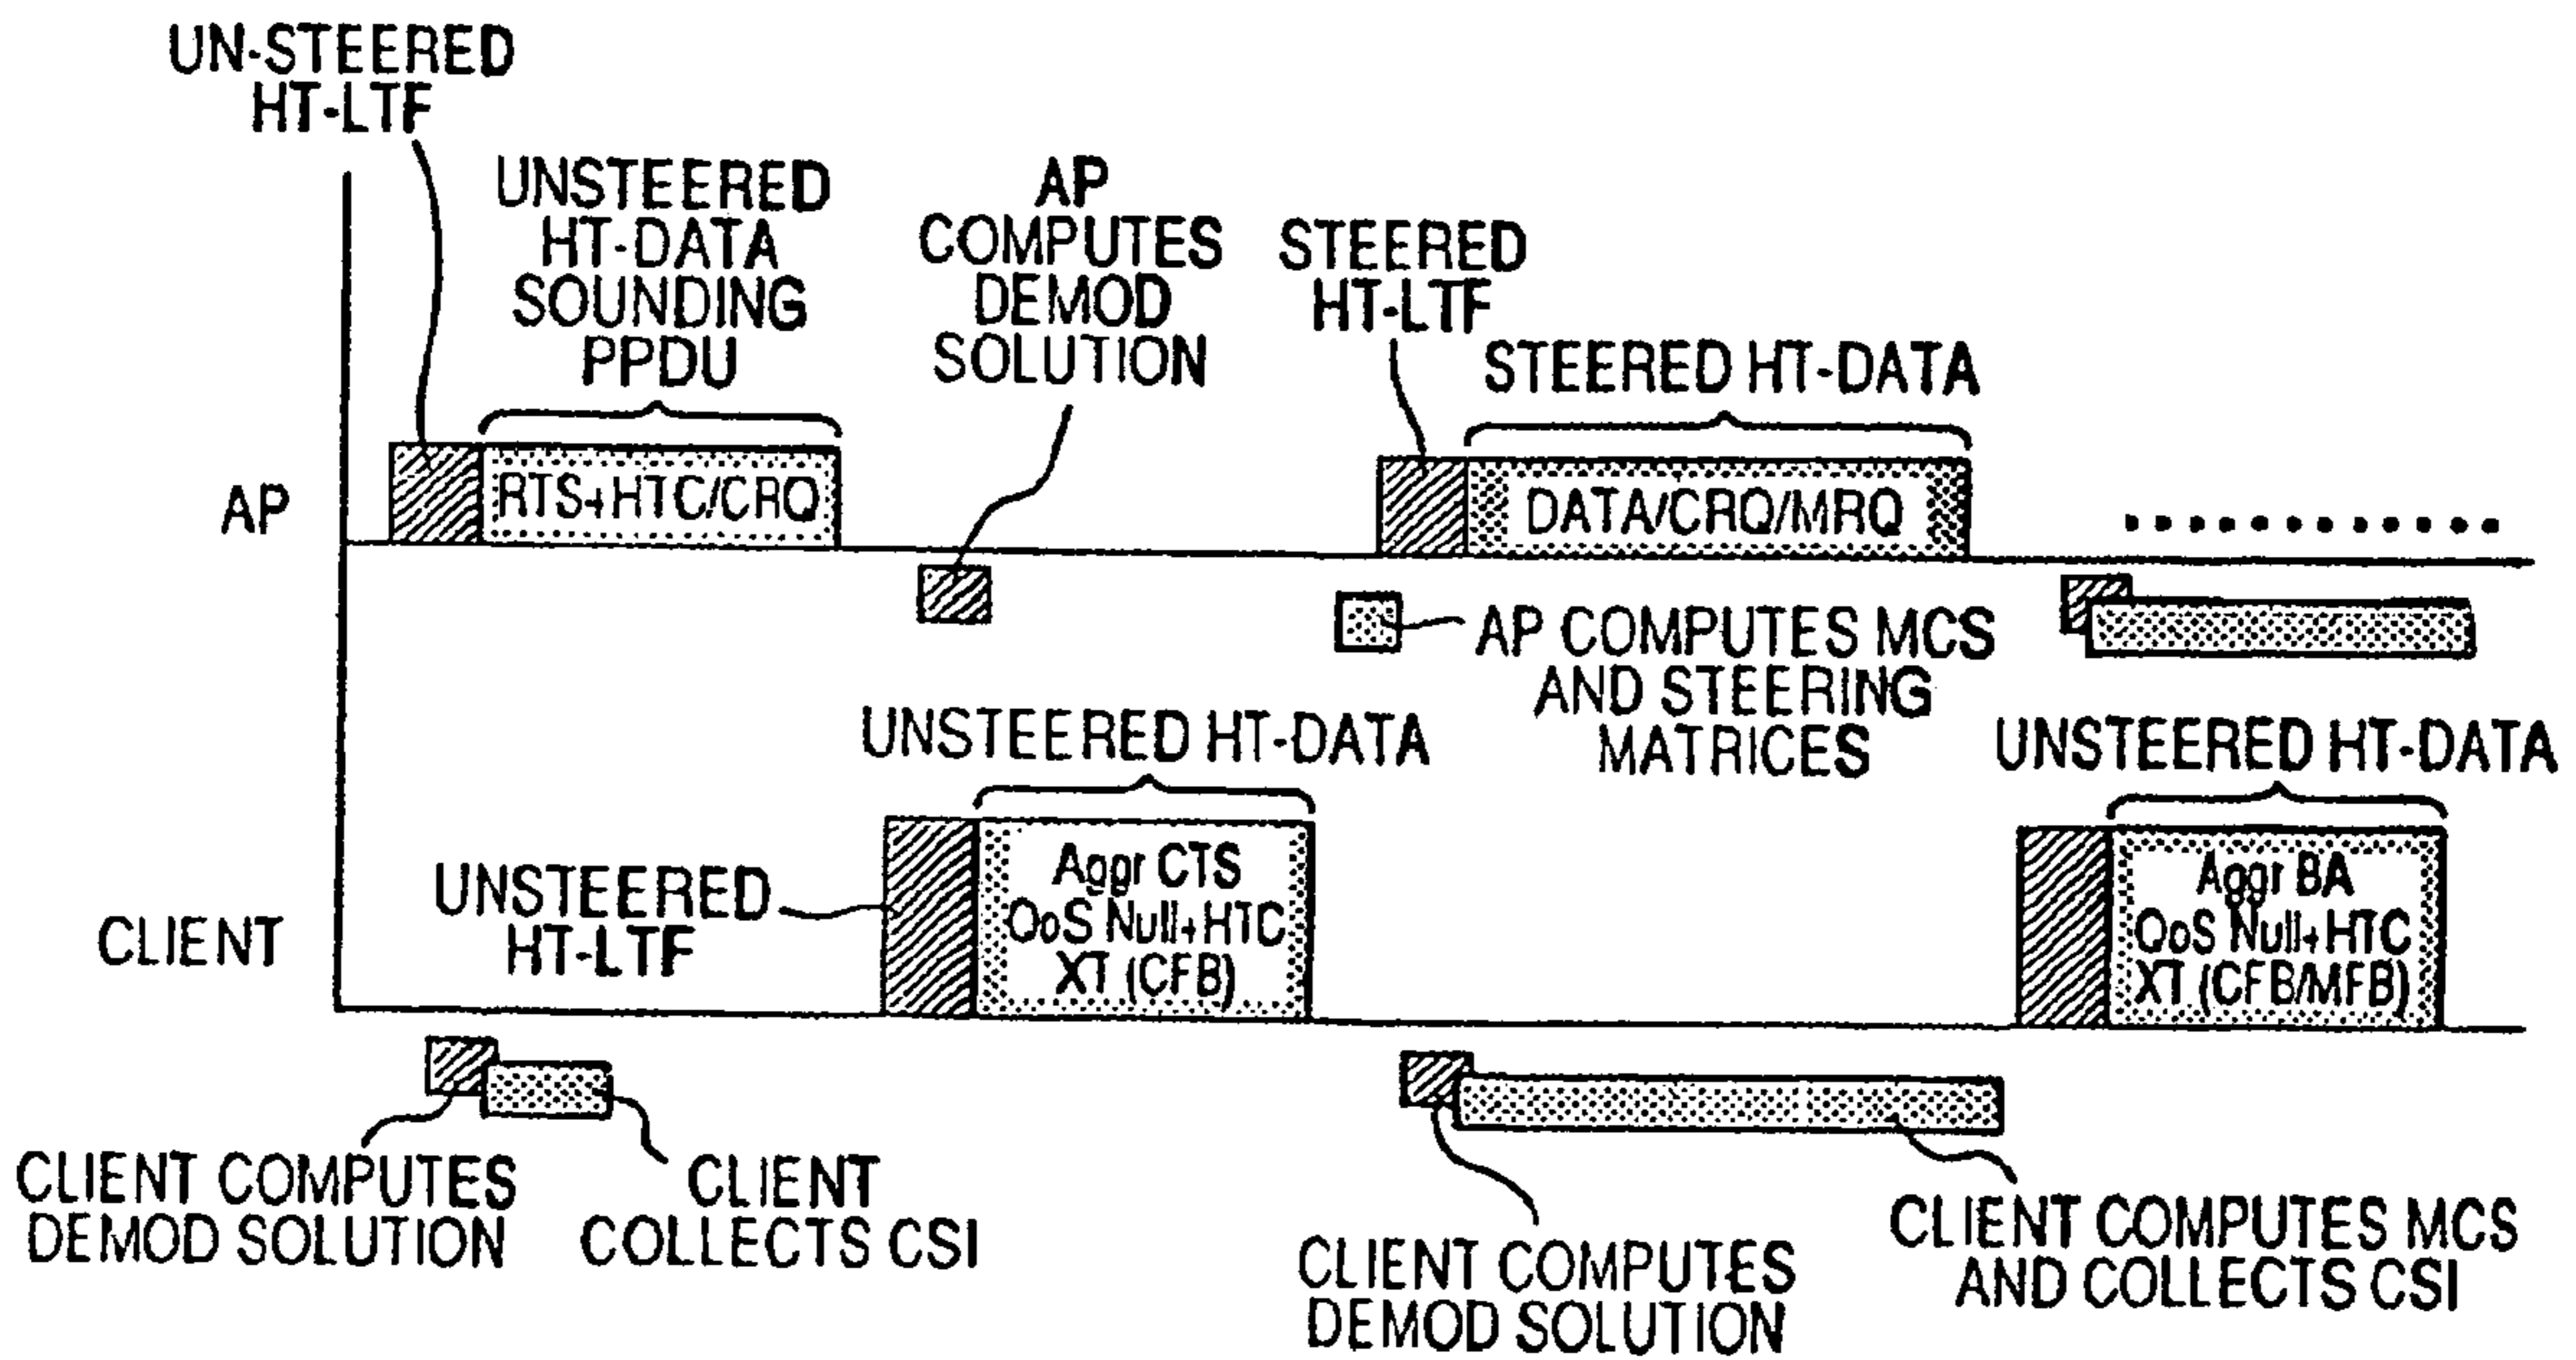 UN-STEERED
HT-LTF
UNSTEERED
HT-DATA
SOUNDING
PPDU
AP
COMPUTES
DEMOD
SOLUTION
STEERED
HT-LTF
STEERED HT-DATA
AP
RTS+HTC/CRQ
DATA/CRQ/MRQ
AP COMPUTES MCS
AND STEERING
MATRICES
UNSTEERED HT-DATA
UNSTEERED HT-DATA
CLIENT
UNSTEERED
HT-LTF
Aggr CTS
QoS Null+HTC
XT (CFB)
Aggr BA
QoS Null+HTC
XT (CFB/MFB)
CLIENT COMPUTES
DEMOD SOLUTION
CLIENT
COLLECTS CSI
CLIENT COMPUTES
DEMOD SOLUTION
CLIENT COMPUTES MCS
AND COLLECTS CSI